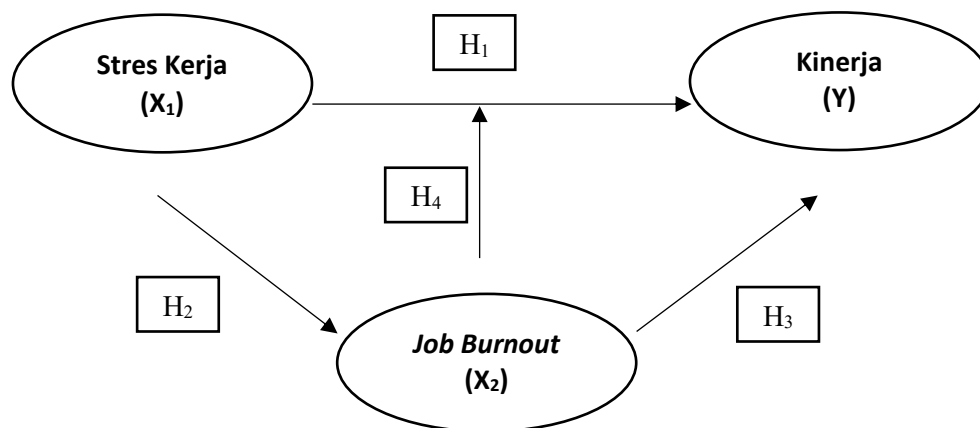 H₁
Stres Kerja
(X₁)
Kinerja
(Y)
H₄
H₂
H₃
Job Burnout
(X₂)